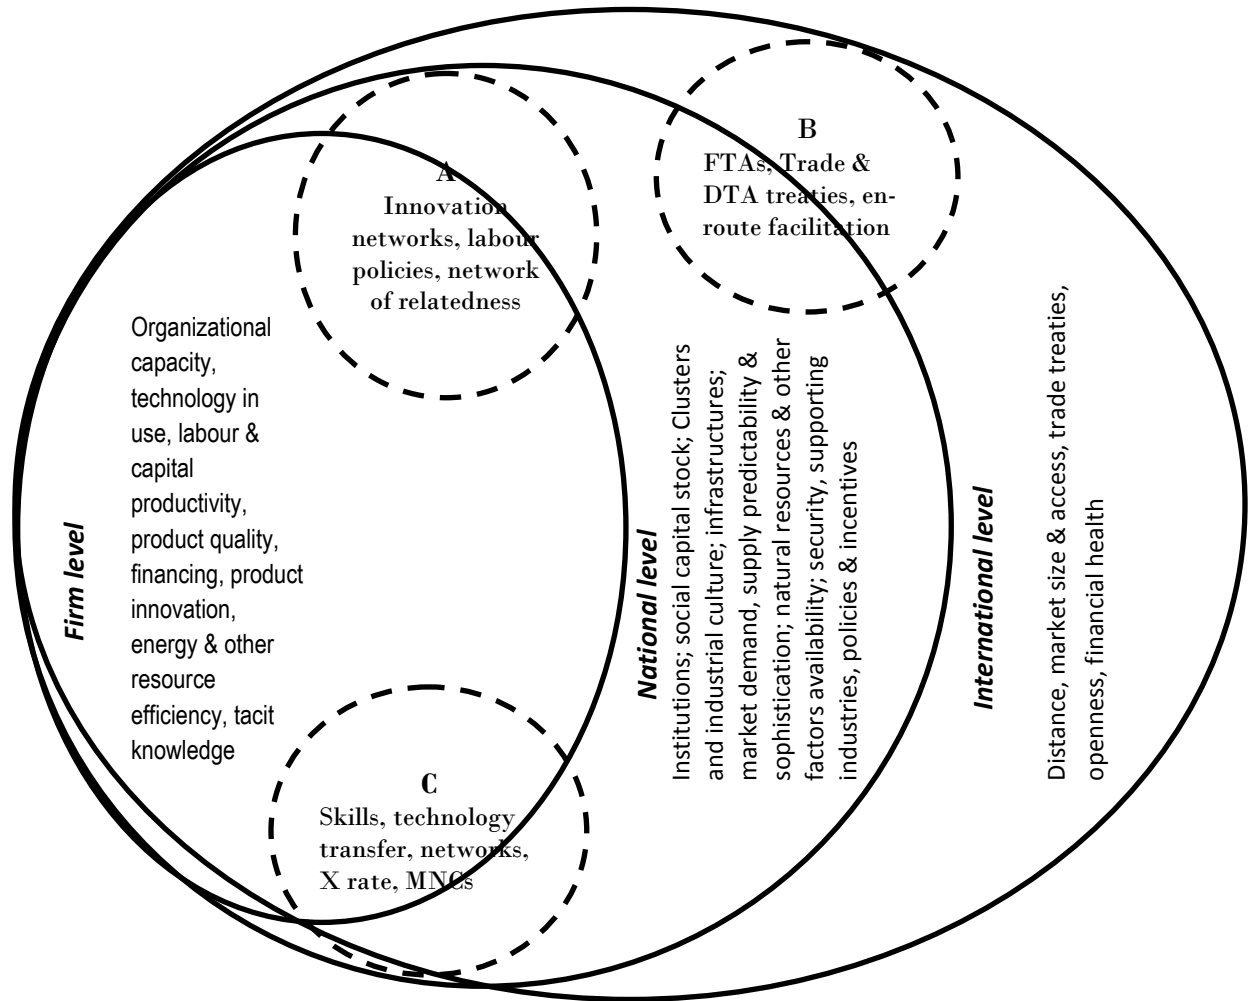 A
Innovation
networks, labour
policies, network
of relatedness
B
FTAs, Trade &
DTA treaties, en-
route facilitation
Organizational
capacity,
technology in
use, labour &
capital
productivity,
product quality,
financing, product
innovation,
energy & other
resource
efficiency, tacit
knowledge
Firm level
C
Skills, technology
transfer, networks,
X rate, MNCs
National level
Institutions; social capital stock; Clusters
and industrial culture; infrastructures;
market demand, supply predictability &
sophistication; natural resources & other
factors availability; security, supporting
industries, policies & incentives
International level
Distance, market size & access, trade treaties,
openness, financial health